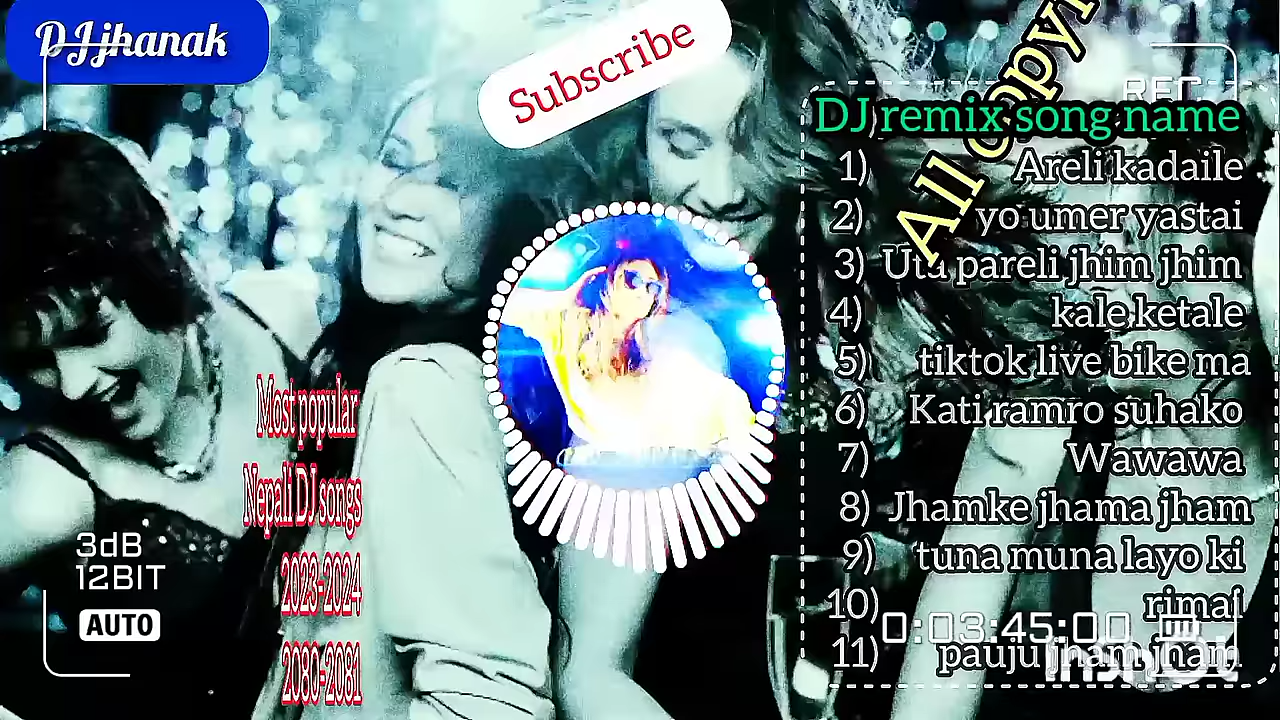 DJjhanak
Subscribe
All copyr
REC
DJ remix song name
1) Areli kadaile
2) yo umer yastai
3) Uta pareli jhim jhim
4) kale ketale
5) tiktok live bike ma
6) Kati ramro suhako
7) Wawawa
8) Jhamke jhama jham
9) tuna muna layo ki
10) rimai
11) pauju jham jham
Most popular
Nepali DJ songs
2023-2024
2080-2081
3dB
12BIT
AUTO
0:03:45:00
InShOt